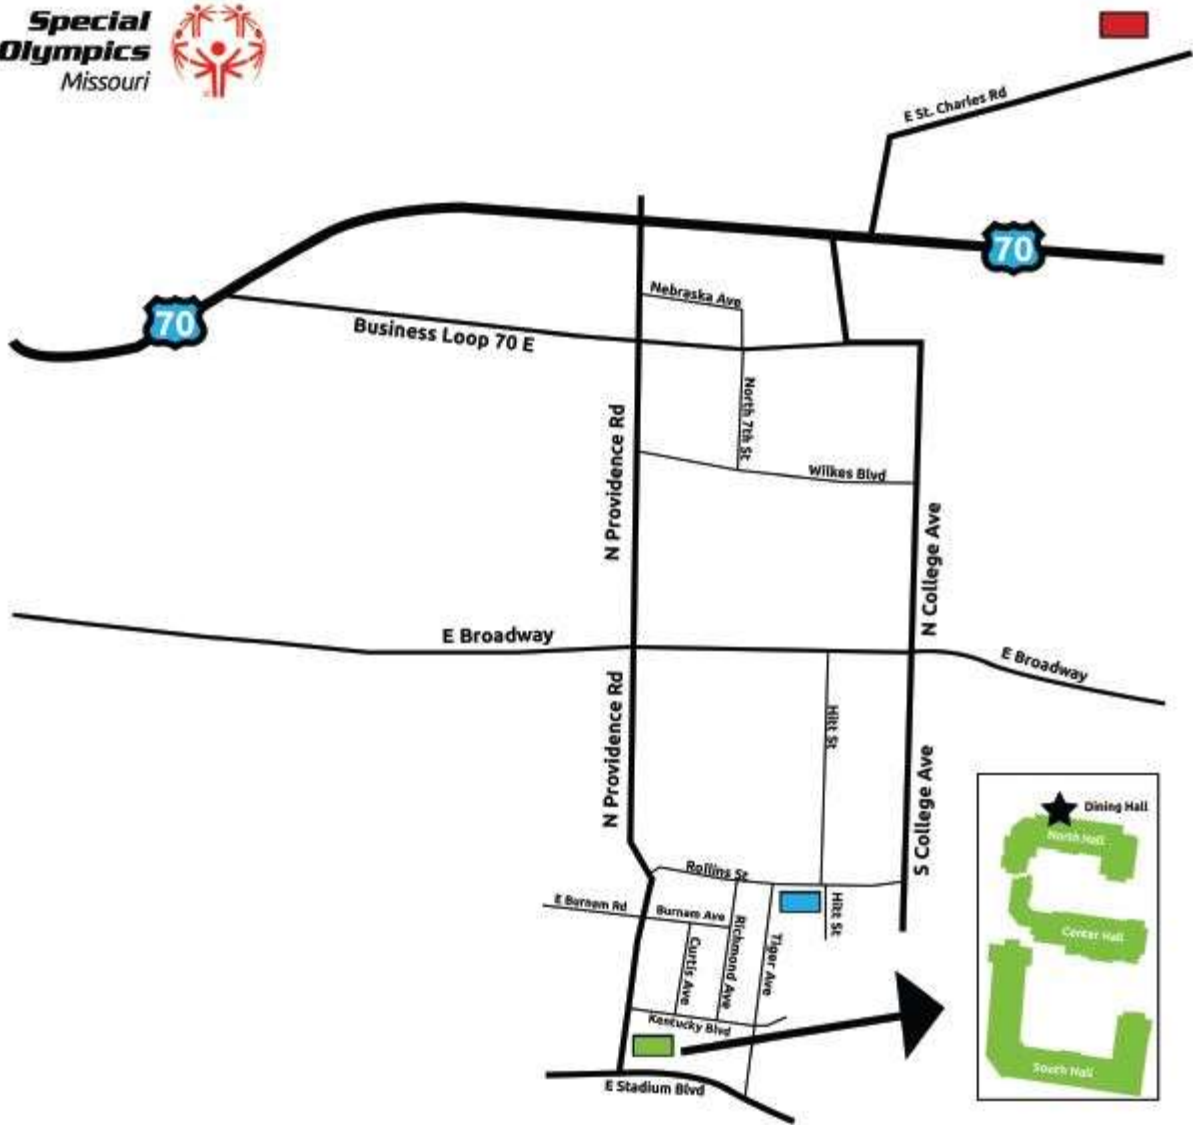 Special
Olympics
Missouri
E St. Charles Rd
70
70
Nebraska Ave
Business Loop 70 E
North 7th St
N Providence Rd
Wilkes Blvd
N College Ave
E Broadway
E Broadway
N Providence Rd
Hitt St
S College Ave
Dining Hall
North Hall
Rollins St
E Burnam Rd
Burnam Ave
Hitt St
Richmond Ave
Curtis Ave
Tiger Ave
Center Hall
Kentucky Blvd
South Hall
E Stadium Blvd